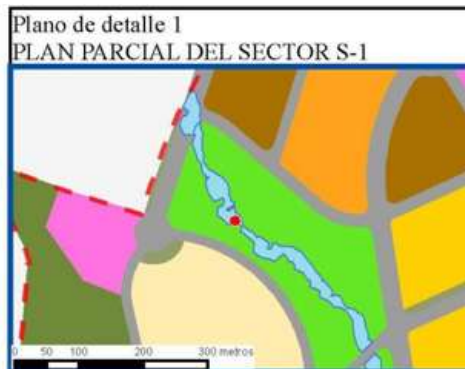 Plano de detalle 1
PLAN PARCIAL DEL SECTOR S-1
0 50 100 200 300 metros